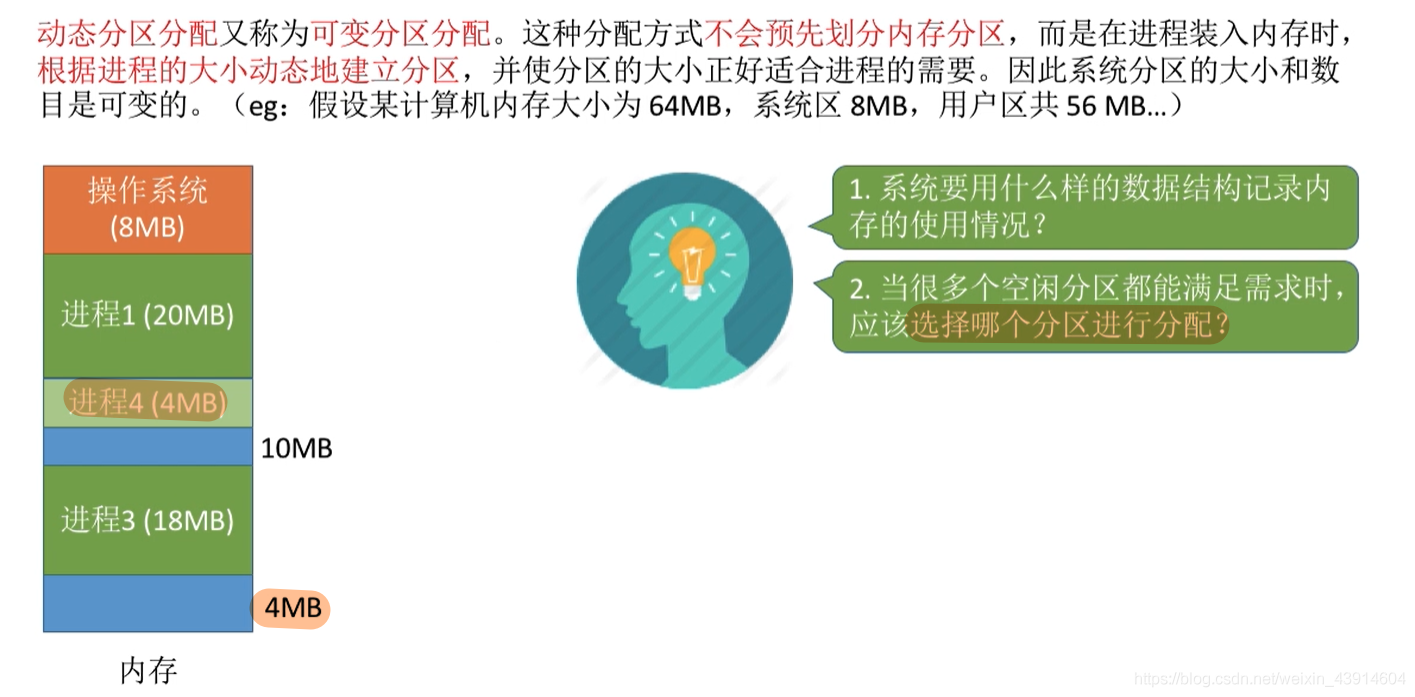 动态分区分配又称为可变分区分配。这种分配方式不会预先划分内存分区，而是在进程装入内存时，
根据进程的大小动态地建立分区，并使分区的大小正好适合进程的需要。因此系统分区的大小和数
目是可变的。（eg：假设某计算机内存大小为 64MB，系统区 8MB，用户区共 56 MB...）
操作系统
(8MB)
进程1 (20MB)
进程4 (4MB)
10MB
进程3 (18MB)
4MB
内存
1. 系统要用什么样的数据结构记录内
存的使用情况？
2. 当很多个空闲分区都能满足需求时，
应该选择哪个分区进行分配？
https://blog.csdn.net/weixin_43914604